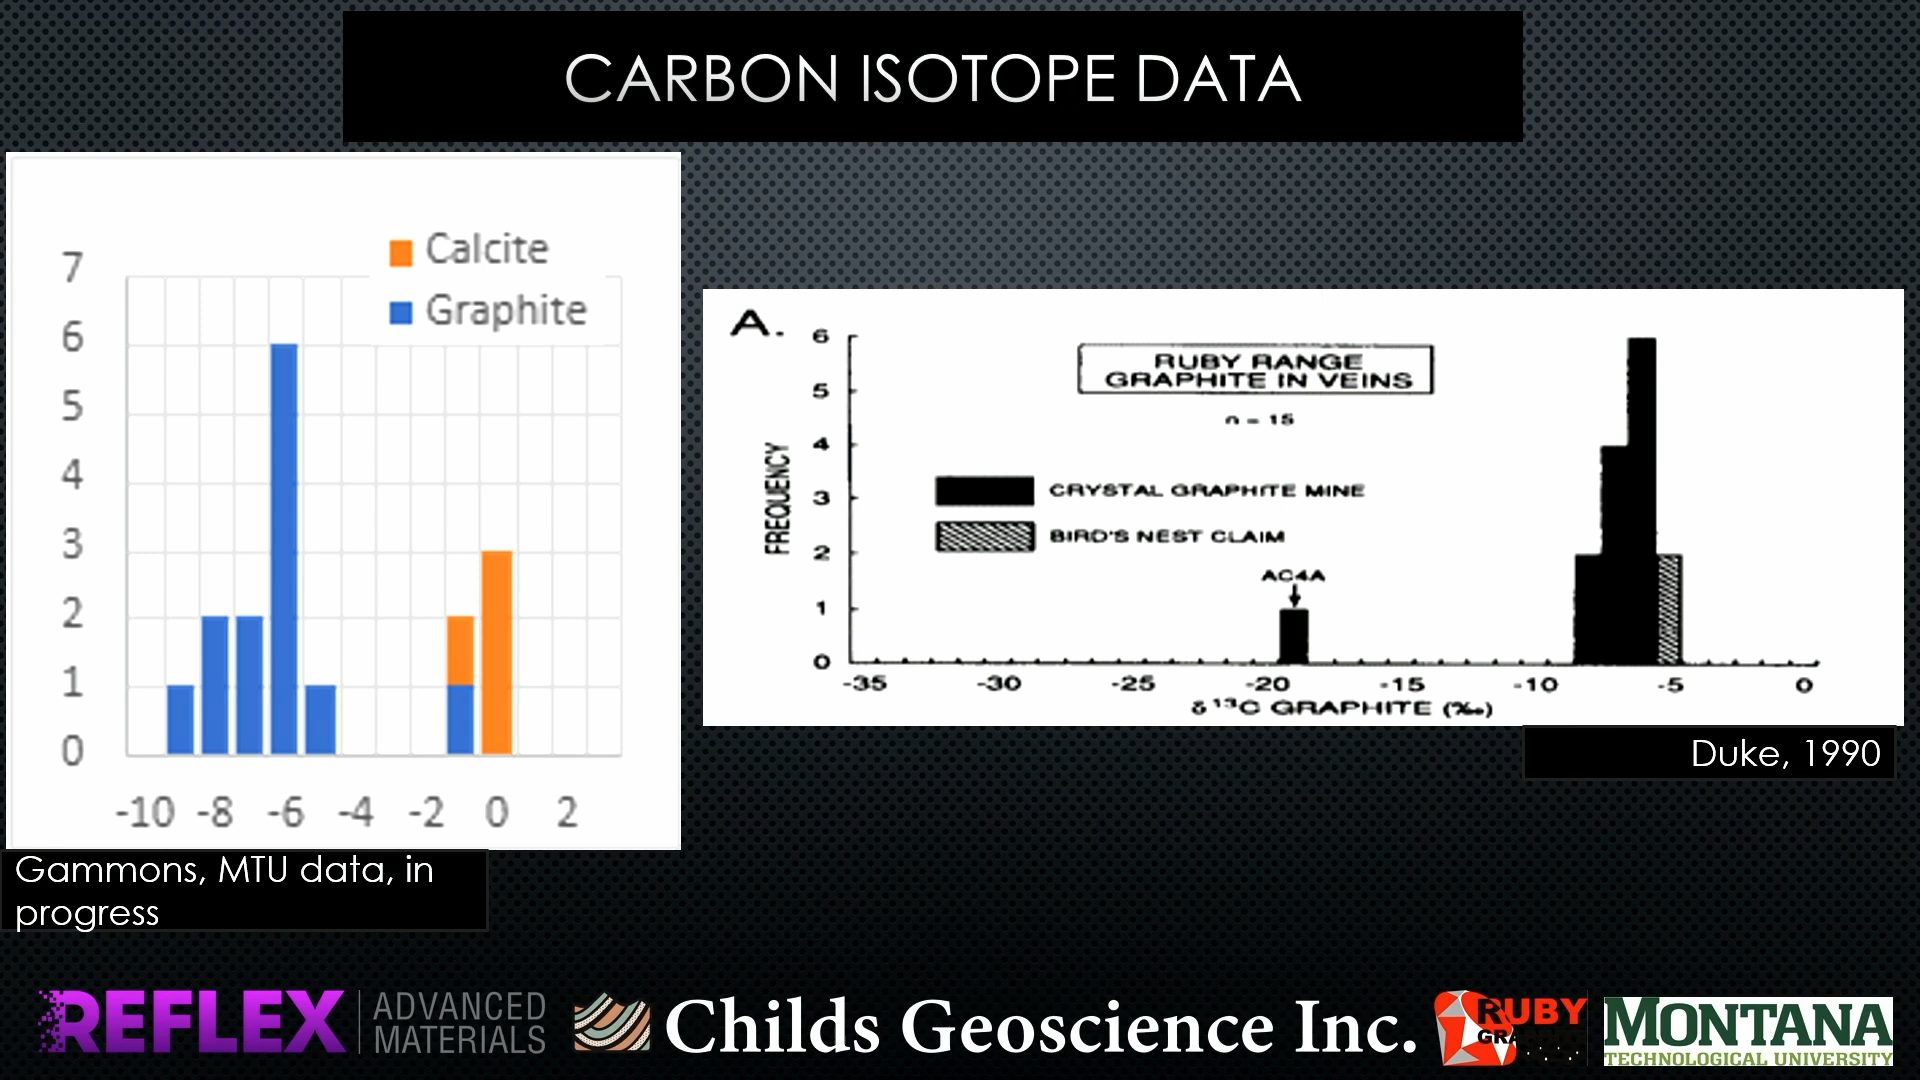 CARBON ISOTOPE DATA
Calcite
Graphite
7
6
5
4
3
2
1
0
-10 -8 -6 -4 -2 0 2
Gammons, MTU data, in
progress
A.
RUBY RANGE
GRAPHITE IN VEINS
n = 15
CRYSTAL GRAPHITE MINE
BIRD'S NEST CLAIM
AC4A
FREQUENCY
6
5
4
3
2
1
0
-35 -30 -25 -20 -15 -10 -5 0
δ ¹³C GRAPHITE (‰)
Duke, 1990
REFLEX
ADVANCED
MATERIALS
Childs Geoscience Inc.
RUBY
MONTANA
TECHNOLOGICAL UNIVERSITY